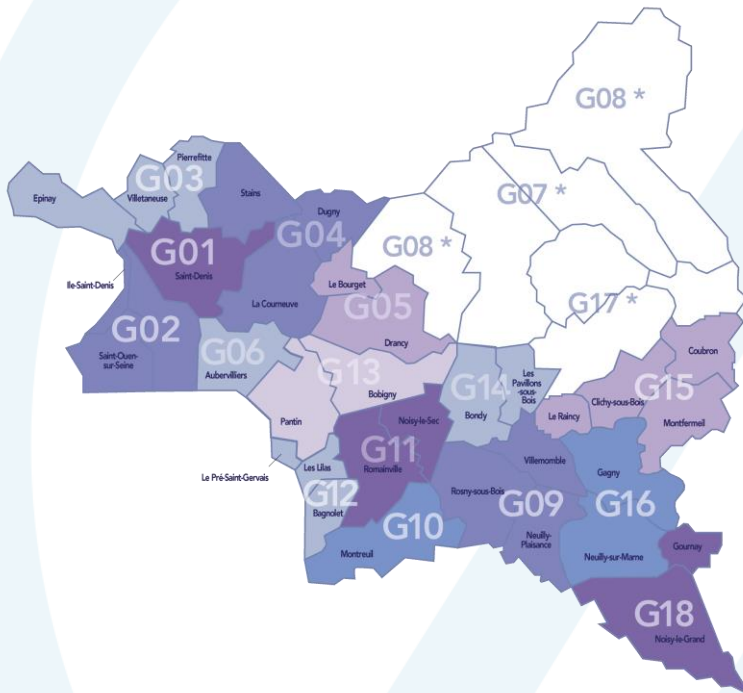 G08 *
Pierrefitte
G03
Epinay
Villetaneuse
Stains
G07 *
Dugny
G04
G08 *
G01
Saint-Denis
Ile-Saint-Denis
Le Bourget
La Courneuve
G17 *
G05
G02
Drancy
Saint-Ouen-
sur-Seine
G06
Aubervilliers
Coubron
G13
Bobigny
G14
Les
Pavillons
-sous-
Bois
Bondy
G15
Clichy-sous-Bois
Le Raincy
Montfermeil
Pantin
Noisy-le-Sec
G11
Romainville
Villemomble
Gagny
Les Lilas
Le Pré-Saint-Gervais
G12
Bagnolet
Rosny-sous-Bois
G09
G16
G10
Montreuil
Neuilly-
Plaisance
Neuilly-sur-Marne
Gournay
G18
Noisy-le-Grand